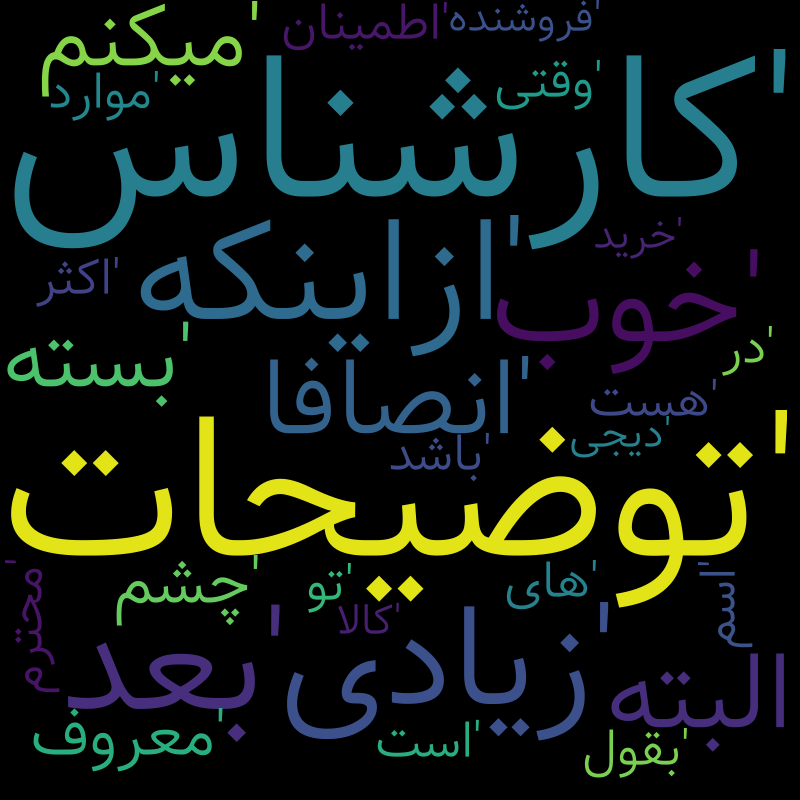 'میکنم
'اطمینان
'فروشنده
'موارد
'وقتی
'کارشناس
'خرید
'ازاینکه
'اکثر
'خوب
'بسته
'در
'انصافا
'هست
'دیجی
'باشد
'توضیحات
'محترم
'چشم
'تو
'های
'اسم
'کالا
'بعد
'زیادی
'البته
'معروف
'است
'بقول